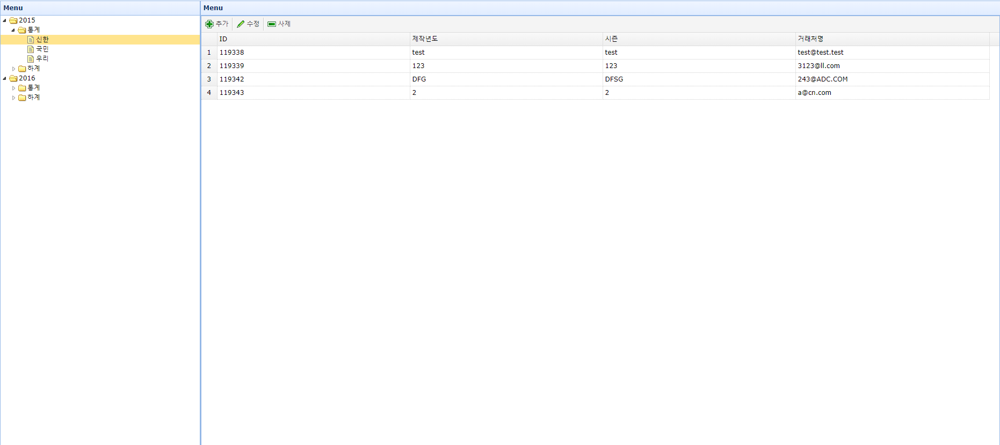 Menu
2015
통계
신한
국민
우리
하계
2016
통계
하계
Menu
추가 수정 사제
ID 제작년도 시즌 거래처명
1 119338 test test test@test.test
2 119339 123 123 3123@ll.com
3 119342 DFG DFSG 243@ADC.COM
4 119343 2 2 a@cn.com